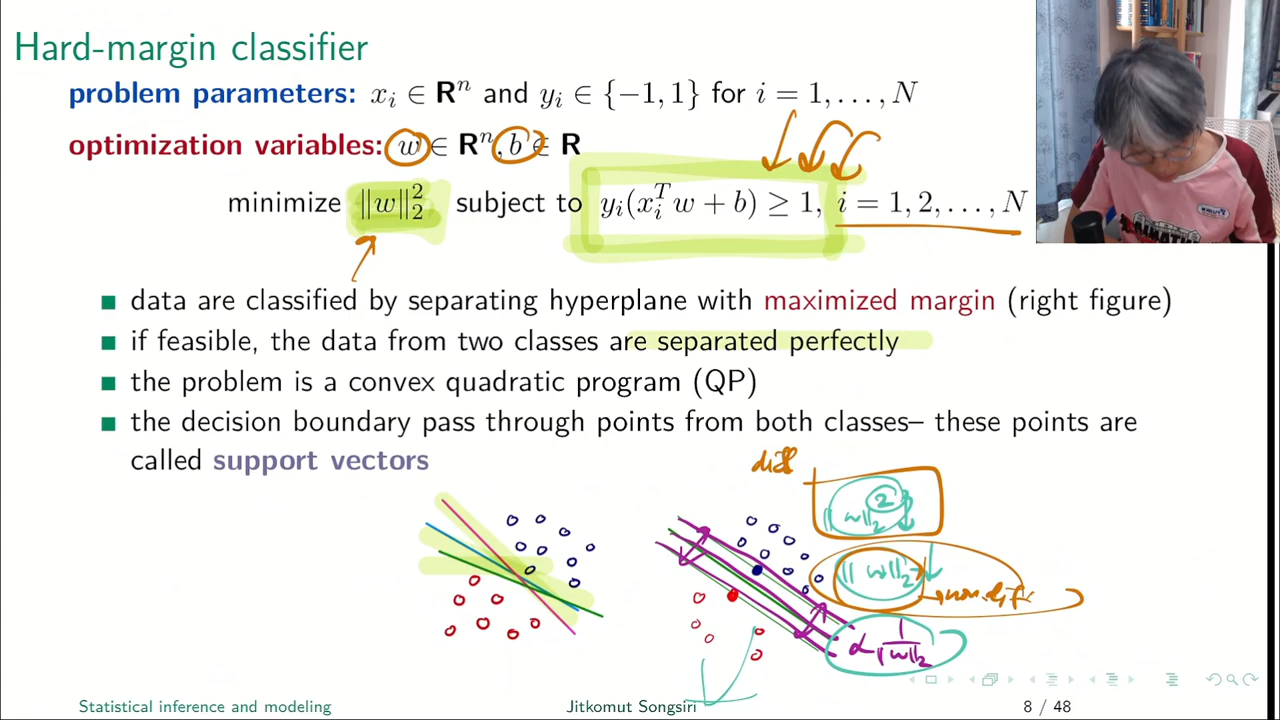 Hard-margin classifier
problem parameters: xᵢ ∈ Rⁿ and yᵢ ∈ {−1, 1} for i = 1, . . . , N
optimization variables: w ∈ Rⁿ, b ∈ R
minimize ‖w‖₂² subject to yᵢ(xᵢᵀw + b) ≥ 1, i = 1, 2, . . . , N
data are classified by separating hyperplane with maximized margin (right figure)
if feasible, the data from two classes are separated perfectly
the problem is a convex quadratic program (QP)
the decision boundary pass through points from both classes– these points are
called support vectors
diff
‖w‖₂²
‖w‖₂
non.dif
α 1/‖w‖₂
Statistical inference and modeling
Jitkomut Songsiri
8 / 48